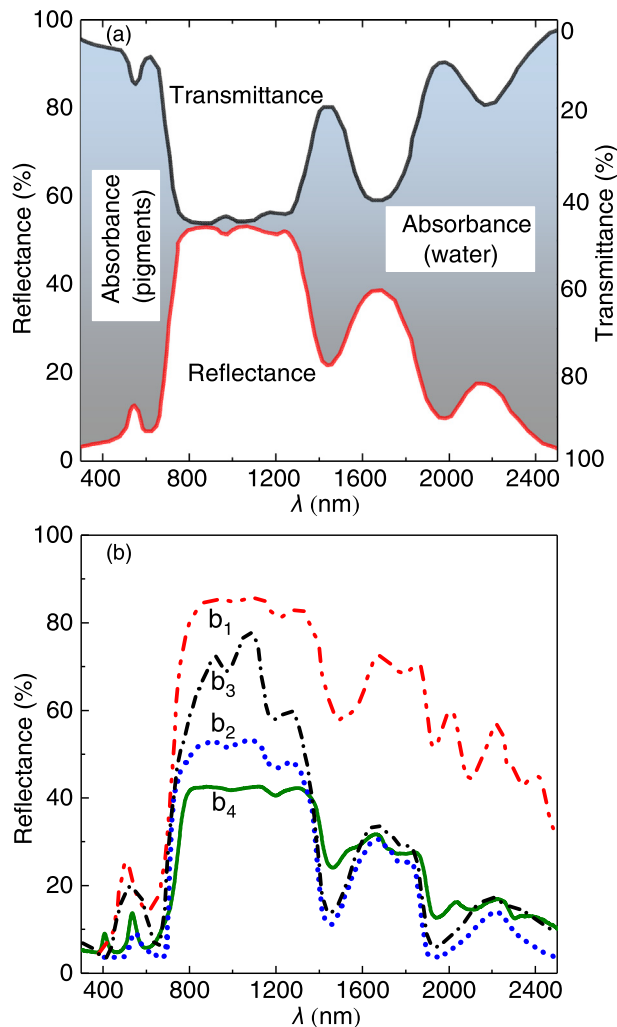 (a)
100
80
60
40
20
0
Reflectance (%)
0
20
40
60
80
100
Transmittance (%)
Transmittance
Absorbance
(pigments)
Absorbance
(water)
Reflectance
400 800 1200 1600 2000 2400
λ (nm)
(b)
100
80
60
40
20
0
Reflectance (%)
b1
b3
b2
b4
400 800 1200 1600 2000 2400
λ (nm)